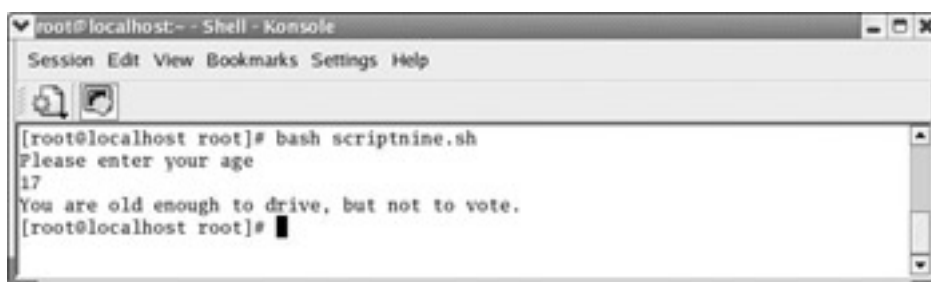 root@localhost:~ - Shell - Konsole
Session Edit View Bookmarks Settings Help
[root@localhost root]# bash scriptnine.sh
Please enter your age
17
You are old enough to drive, but not to vote.
[root@localhost root]#